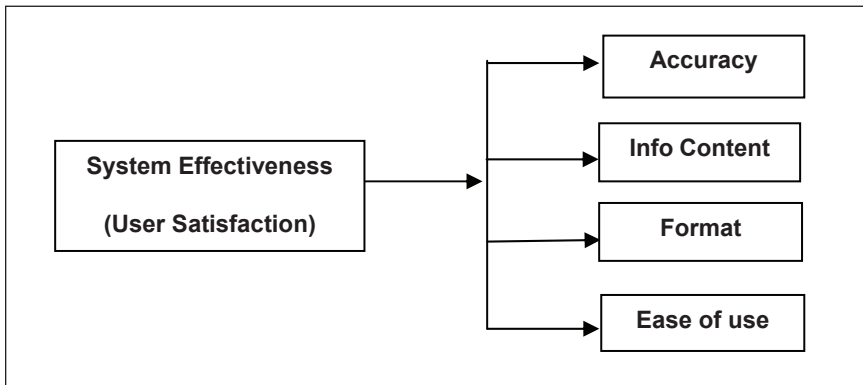 System Effectiveness
(User Satisfaction)
Accuracy
Info Content
Format
Ease of use